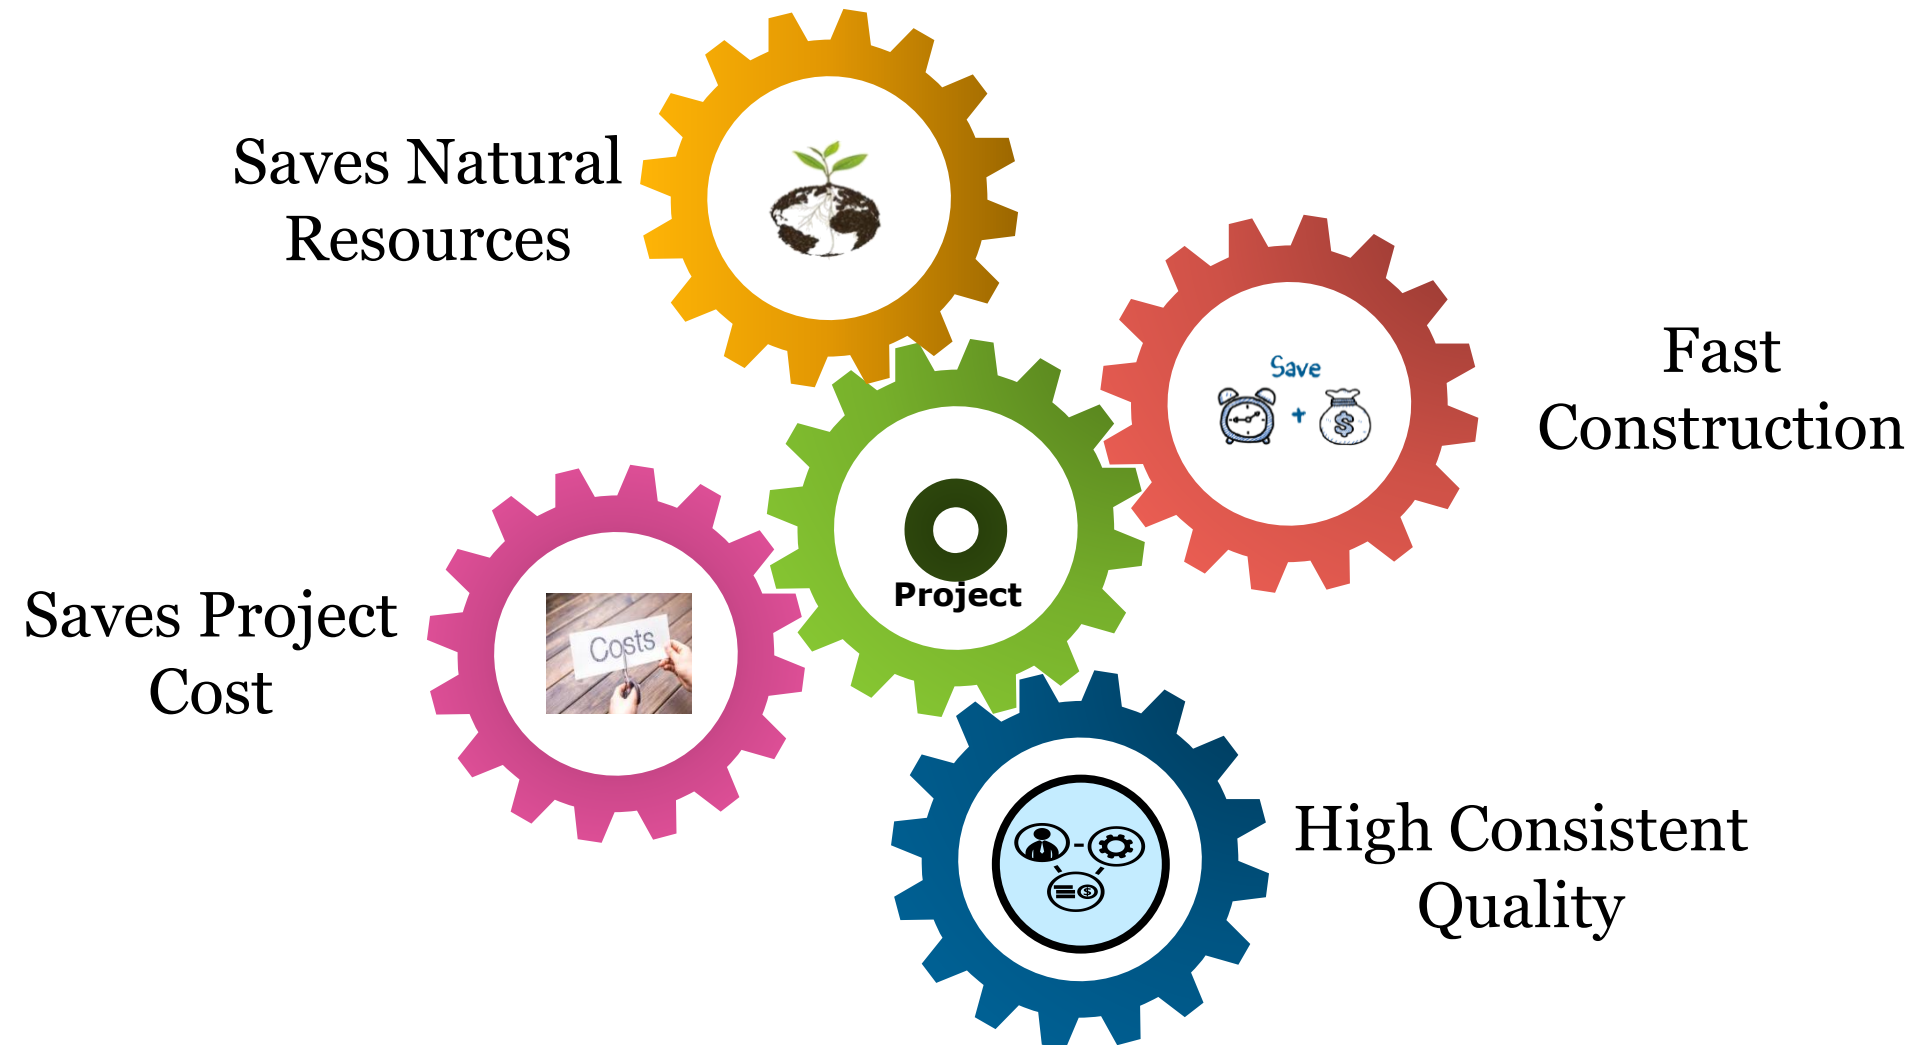 Saves Natural
Resources
Save
+
$
Fast
Construction
Project
Saves Project
Cost
Costs
$
High Consistent
Quality